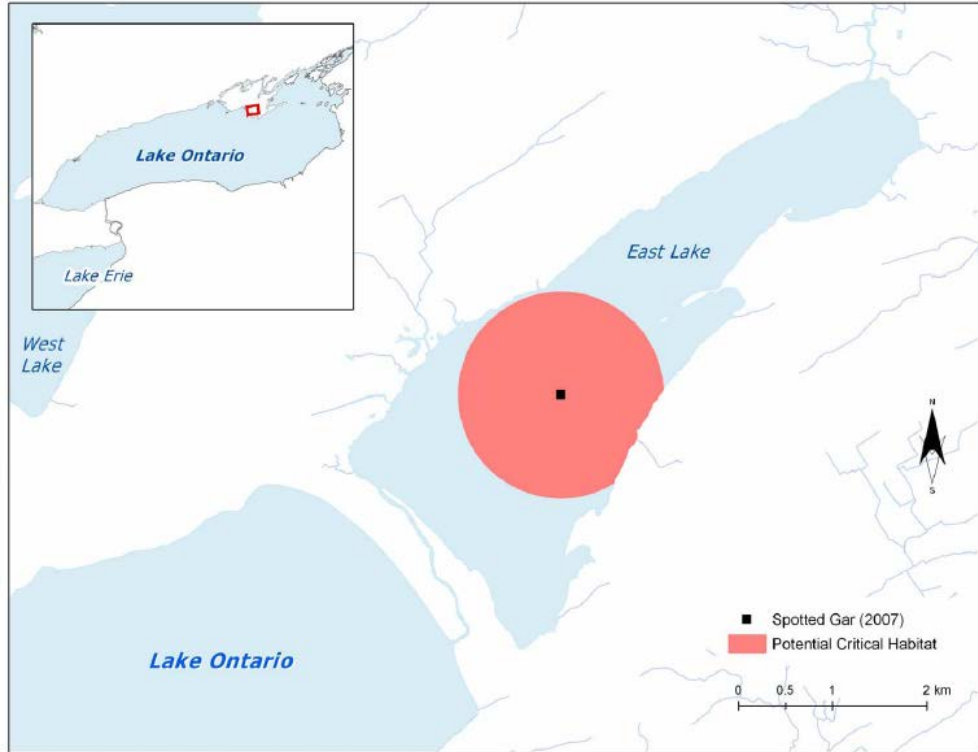 Lake Ontario
Lake Erie
West
Lake
East Lake
N
S
Lake Ontario
Spotted Gar (2007)
Potential Critical Habitat
0 0.5 1 2 km